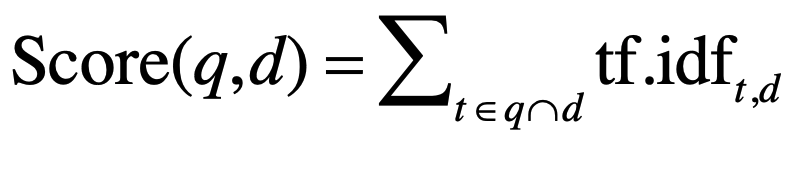 Score(q,d) = ∑_{t∈q∩d} tf.idf_{t,d}